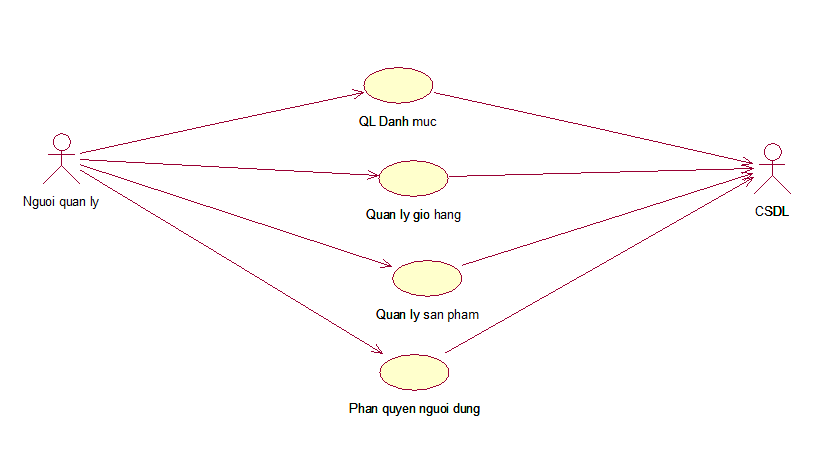 QL Danh muc
Nguoi quan ly
Quan ly gio hang
CSDL
Quan ly san pham
Phan quyen nguoi dung